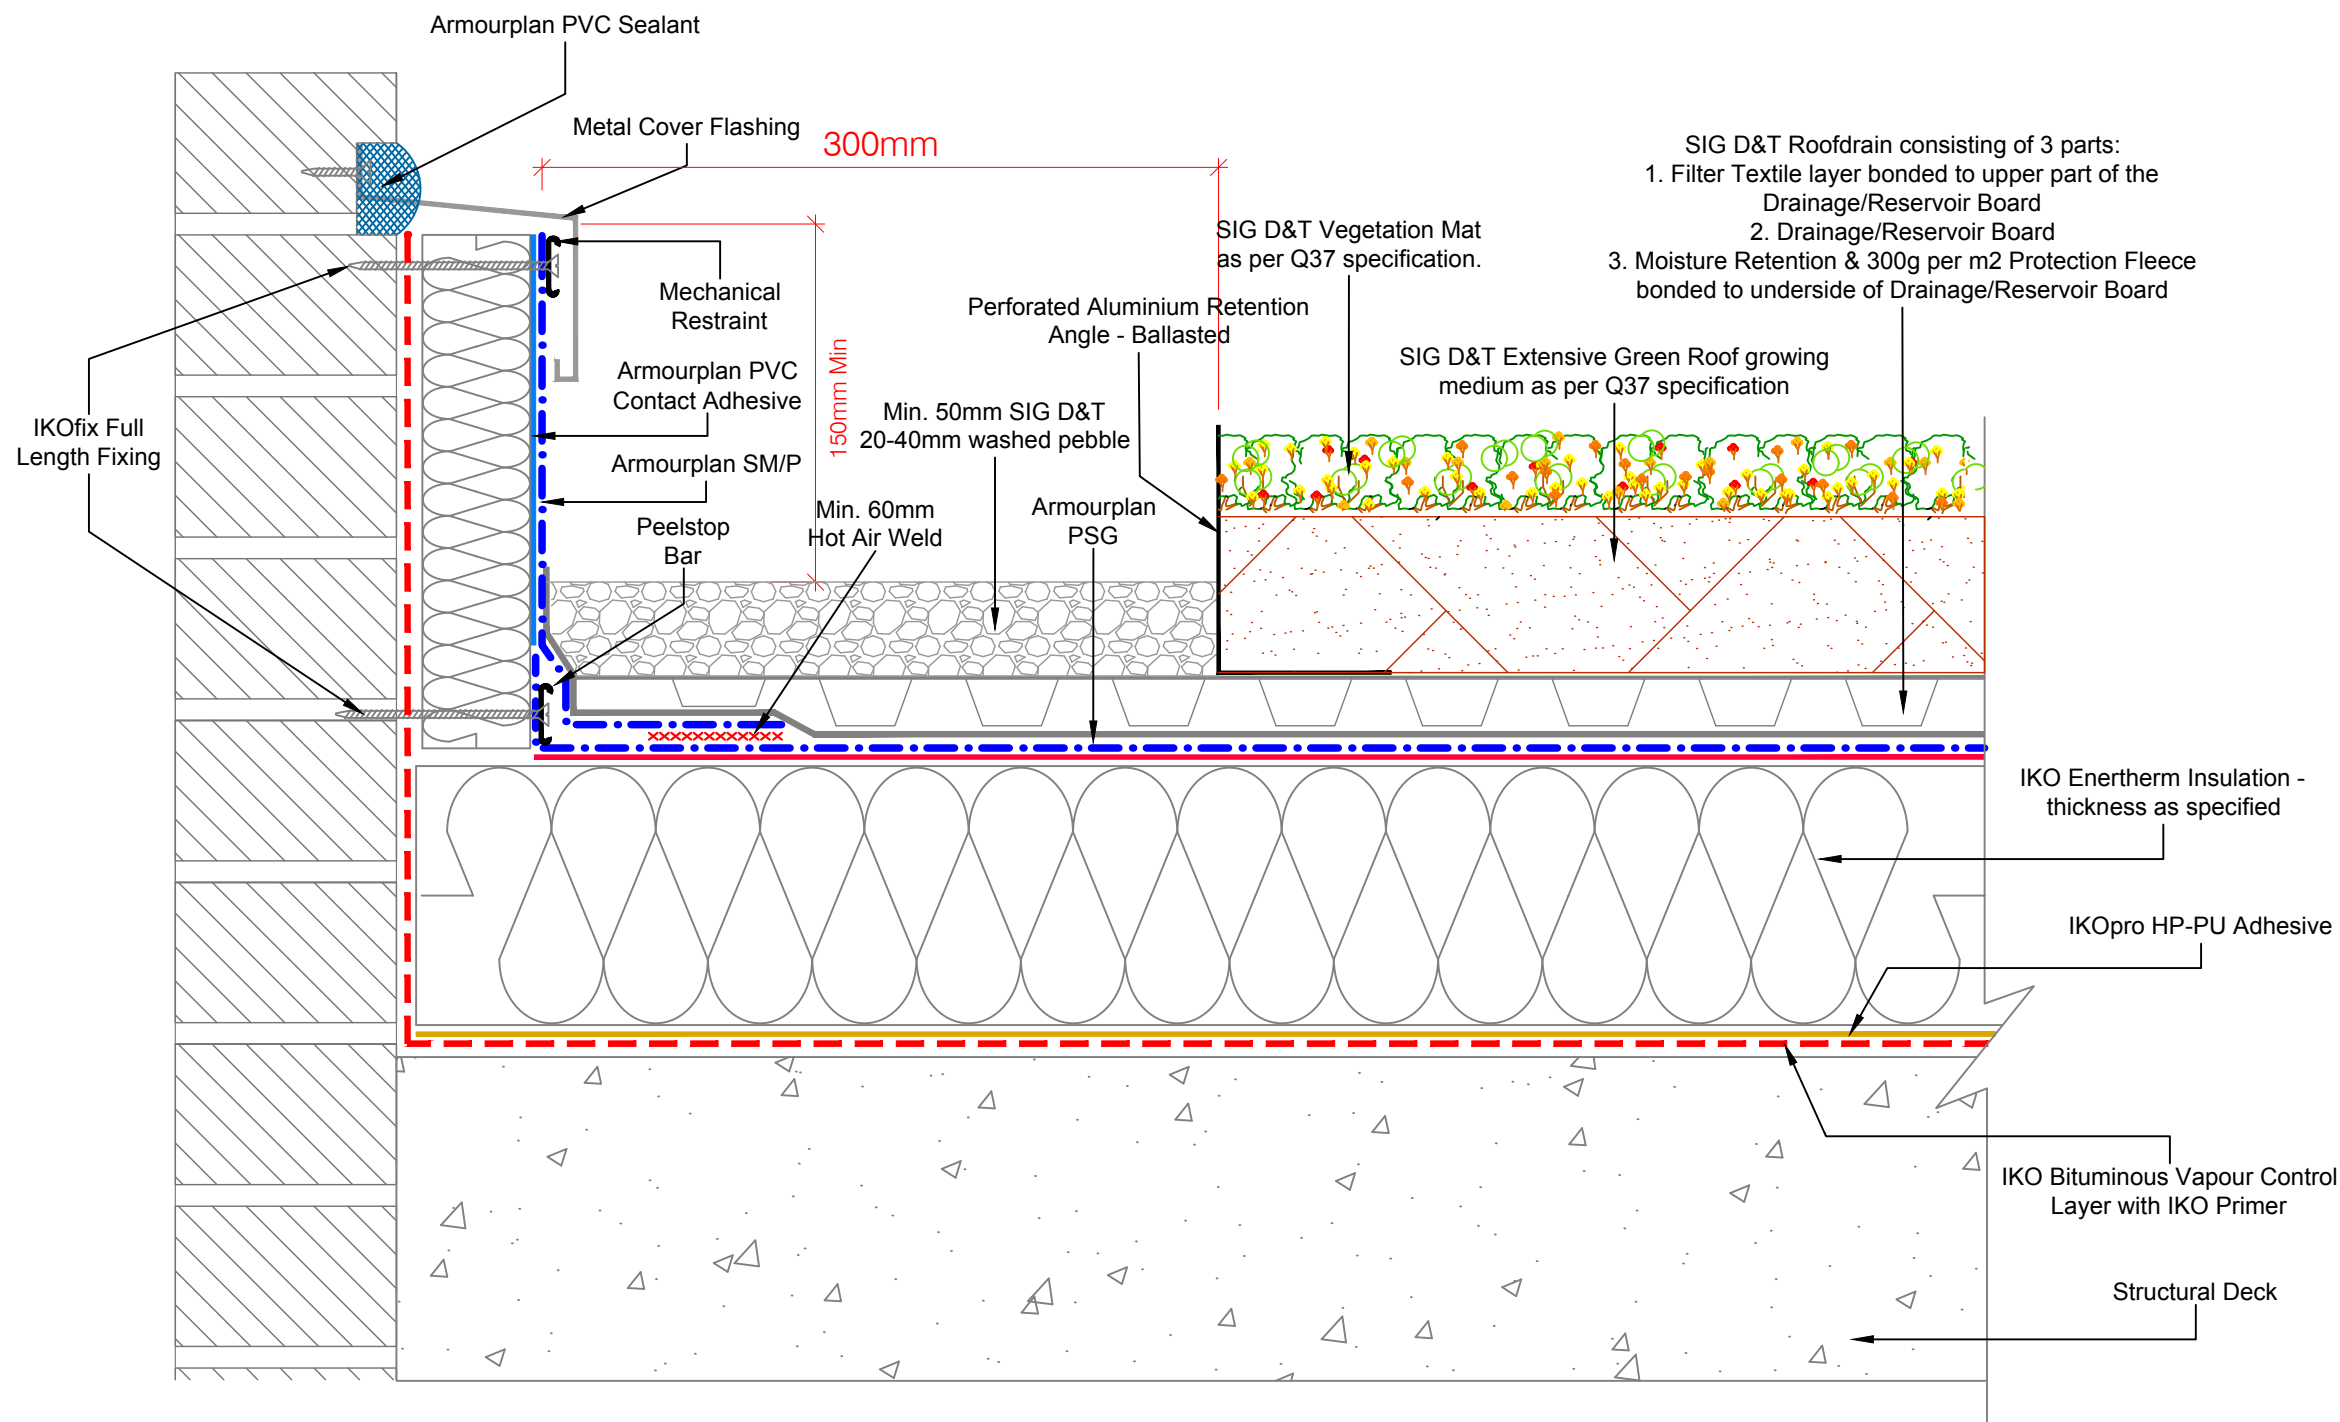 Armourplan PVC Sealant
Metal Cover Flashing
300mm
SIG D&T Roofdrain consisting of 3 parts:
1. Filter Textile layer bonded to upper part of the
Drainage/Reservoir Board
2. Drainage/Reservoir Board
3. Moisture Retention & 300g per m2 Protection Fleece
bonded to underside of Drainage/Reservoir Board
SIG D&T Vegetation Mat
as per Q37 specification.
Mechanical
Restraint
Perforated Aluminium Retention
Angle - Ballasted
150mm Min
SIG D&T Extensive Green Roof growing
medium as per Q37 specification
Armourplan PVC
Contact Adhesive
Min. 50mm SIG D&T
20-40mm washed pebble
IKOfix Full
Length Fixing
Armourplan SM/P
Min. 60mm
Hot Air Weld
Armourplan
PSG
Peelstop
Bar
IKO Enertherm Insulation -
thickness as specified
IKOpro HP-PU Adhesive
IKO Bituminous Vapour Control
Layer with IKO Primer
Structural Deck